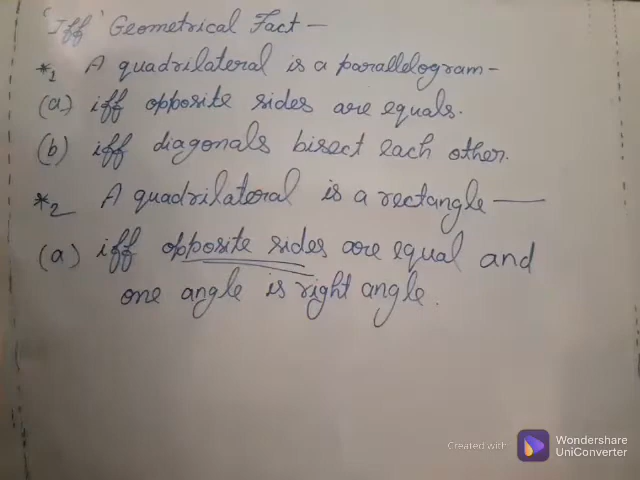 'Iff' Geometrical Fact —
*1 A quadrilateral is a parallelogram -
(a) iff opposite sides are equals.
(b) iff diagonals bisect each other.
*2 A quadrilateral is a rectangle —
(a) iff opposite sides are equal and
one angle is right angle.
Created with Wondershare
UniConverter